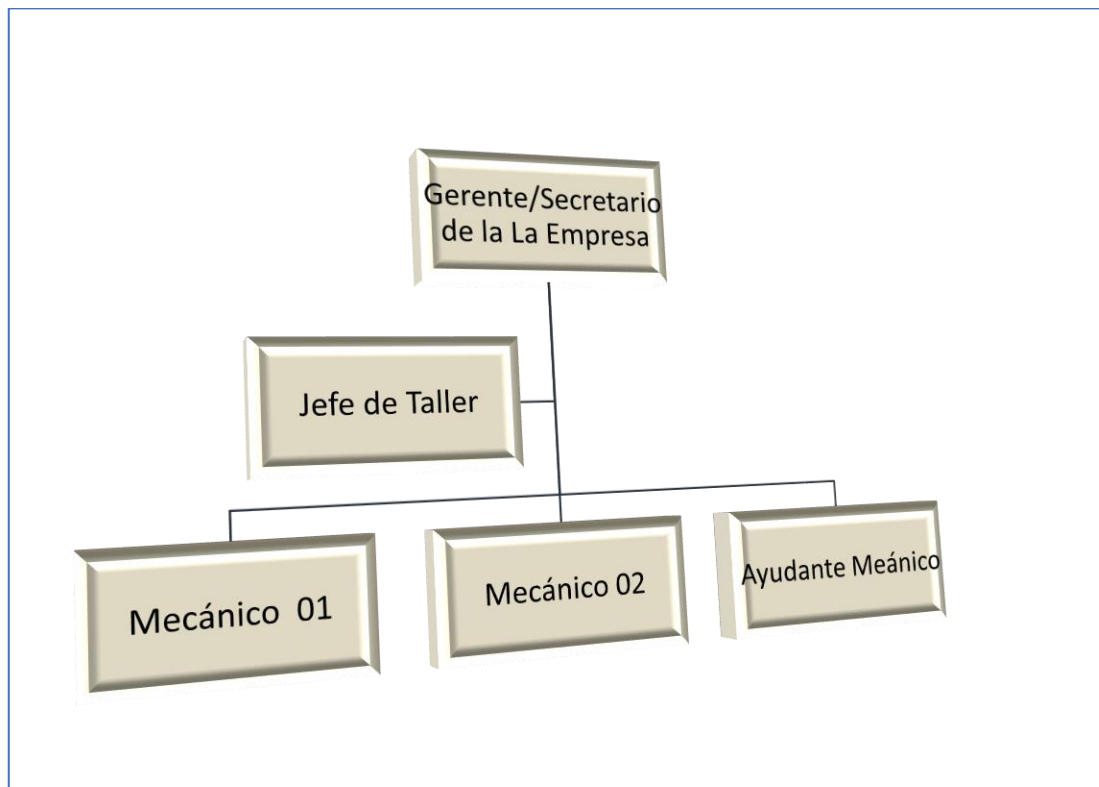 Gerente/Secretario
de la La Empresa
Jefe de Taller
Mecánico 01
Mecánico 02
Ayudante Meánico